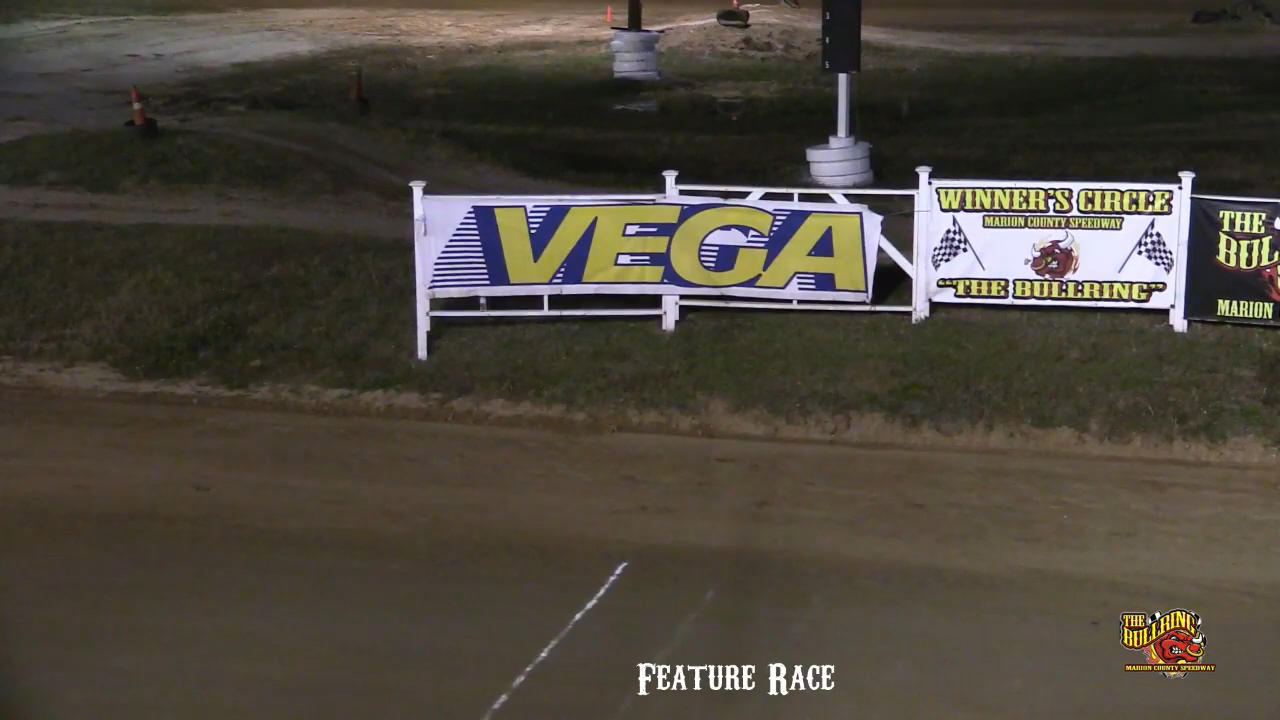 VEGA
WINNER'S CIRCLE
MARION COUNTY SPEEDWAY
"THE BULLRING"
THE
BUL
MARION
THE
BULLRING
MARION COUNTY SPEEDWAY
FEATURE RACE